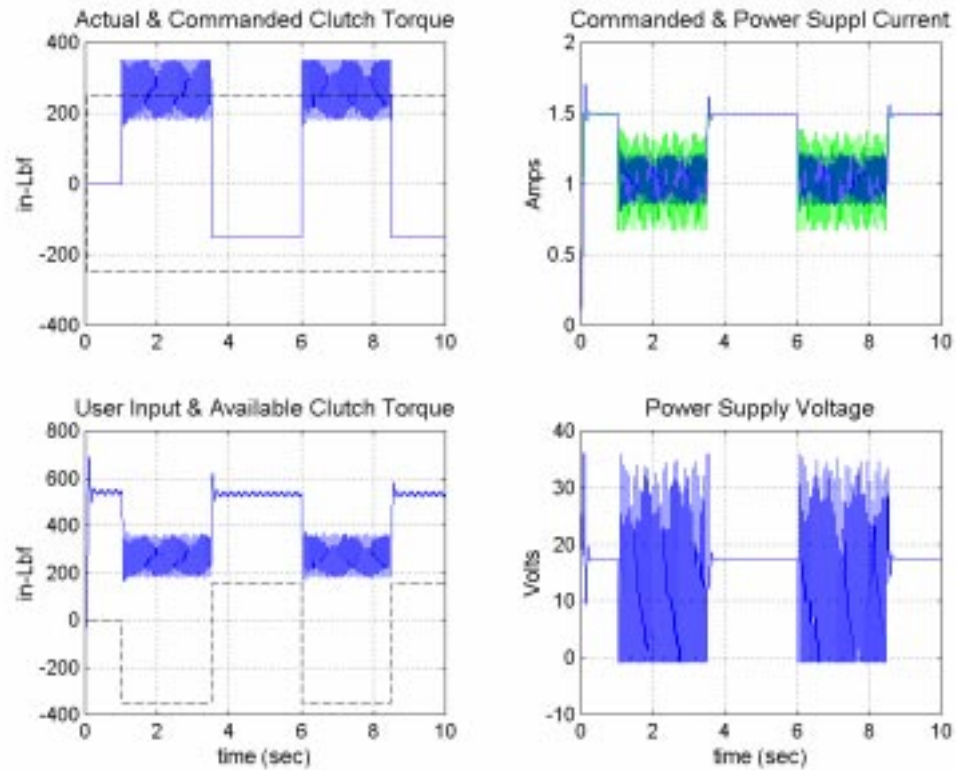 Actual & Commanded Clutch Torque
400
200
0
-200
-400
in-Lbf
0 2 4 6 8 10
Commanded & Power Suppl Current
2
1.5
1
0.5
0
Amps
0 2 4 6 8 10
User Input & Available Clutch Torque
800
600
400
200
0
-200
-400
in-Lbf
0 2 4 6 8 10
time (sec)
Power Supply Voltage
40
30
20
10
0
-10
Volts
0 2 4 6 8 10
time (sec)